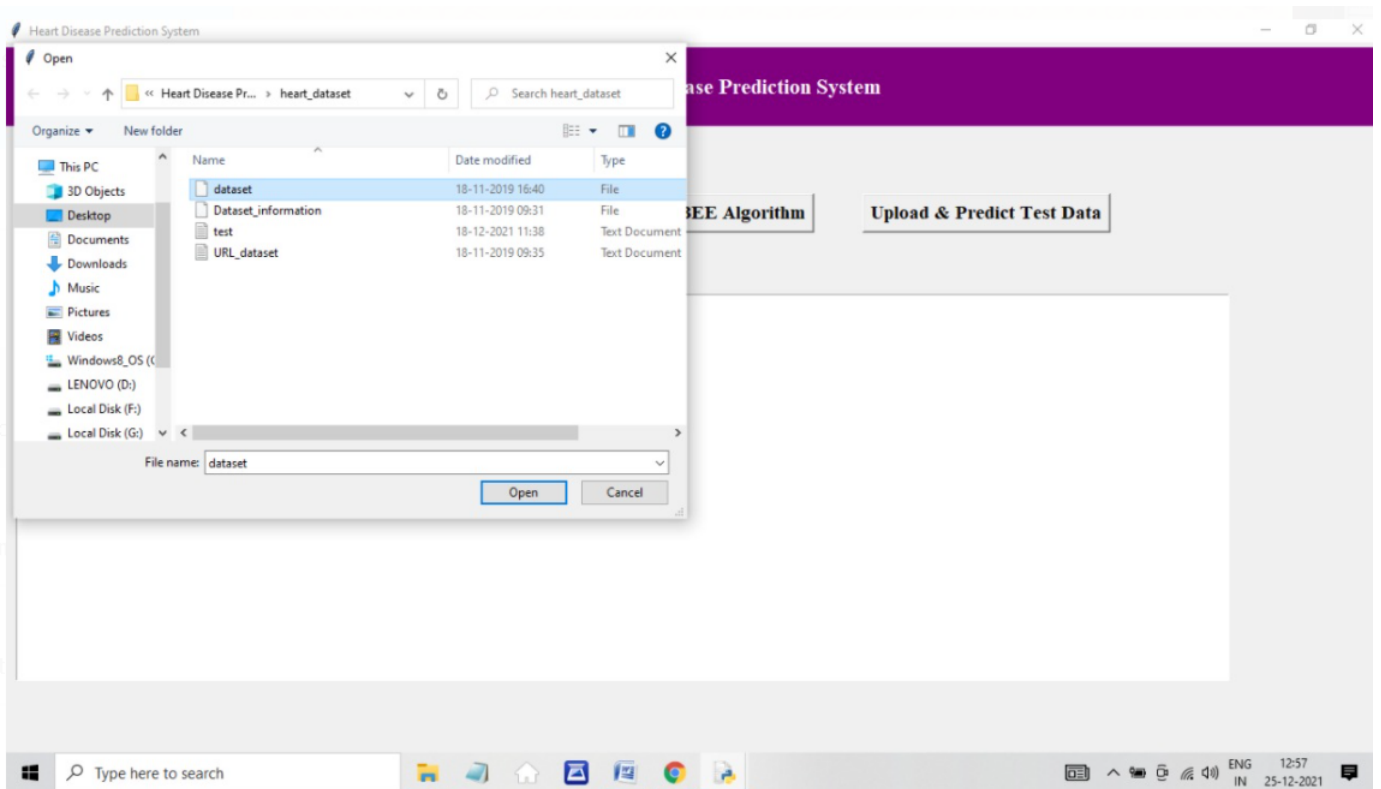 Heart Disease Prediction System
Open
ase Prediction System
« Heart Disease Pr... › heart_dataset
Search heart_dataset
Organize
New folder
Name Date modified Type
This PC
3D Objects
Desktop
Documents
Downloads
Music
Pictures
Videos
Windows8_OS (C
LENOVO (D:)
Local Disk (F:)
Local Disk (G:)
dataset 18-11-2019 16:40 File
Dataset_information 18-11-2019 09:31 File
test 18-12-2021 11:38 Text Document
URL_dataset 18-11-2019 09:35 Text Document
BEE Algorithm
Upload & Predict Test Data
File name: dataset
Open Cancel
Type here to search
ENG 12:57
IN 25-12-2021